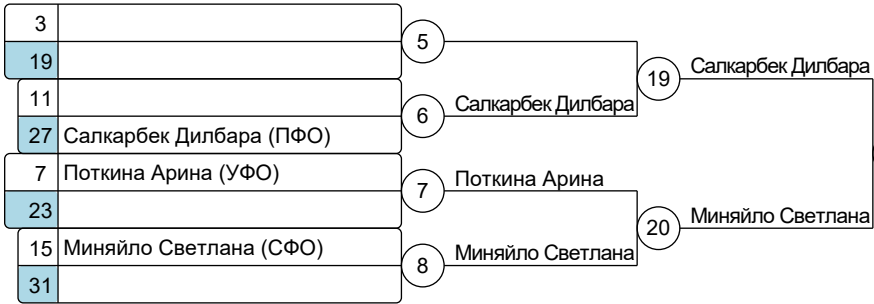 3
5
19
19
Салкарбек Дилбара
11
6
Салкарбек Дилбара
27 Салкарбек Дилбара (ПФО)
7 Поткина Арина (УФО)
7
Поткина Арина
23
20
Миняйло Светлана
15 Миняйло Светлана (СФО)
8
Миняйло Светлана
31